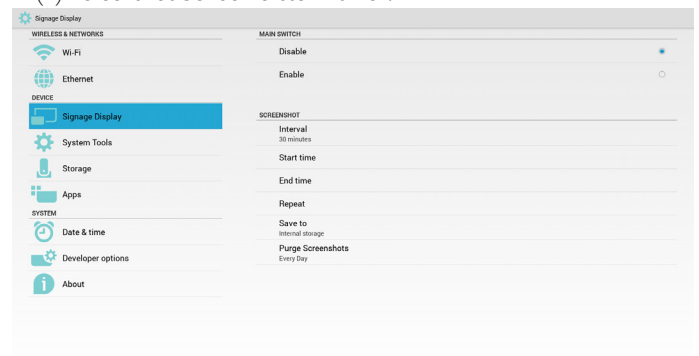 Signage Display
WIRELESS & NETWORKS
Wi-Fi
Ethernet
DEVICE
Signage Display
System Tools
Storage
Apps
SYSTEM
Date & time
Developer options
About
MAIN SWITCH
Disable
Enable
SCREENSHOT
Interval
30 minutes
Start time
End time
Repeat
Save to
Internal storage
Purge Screenshots
Every Day